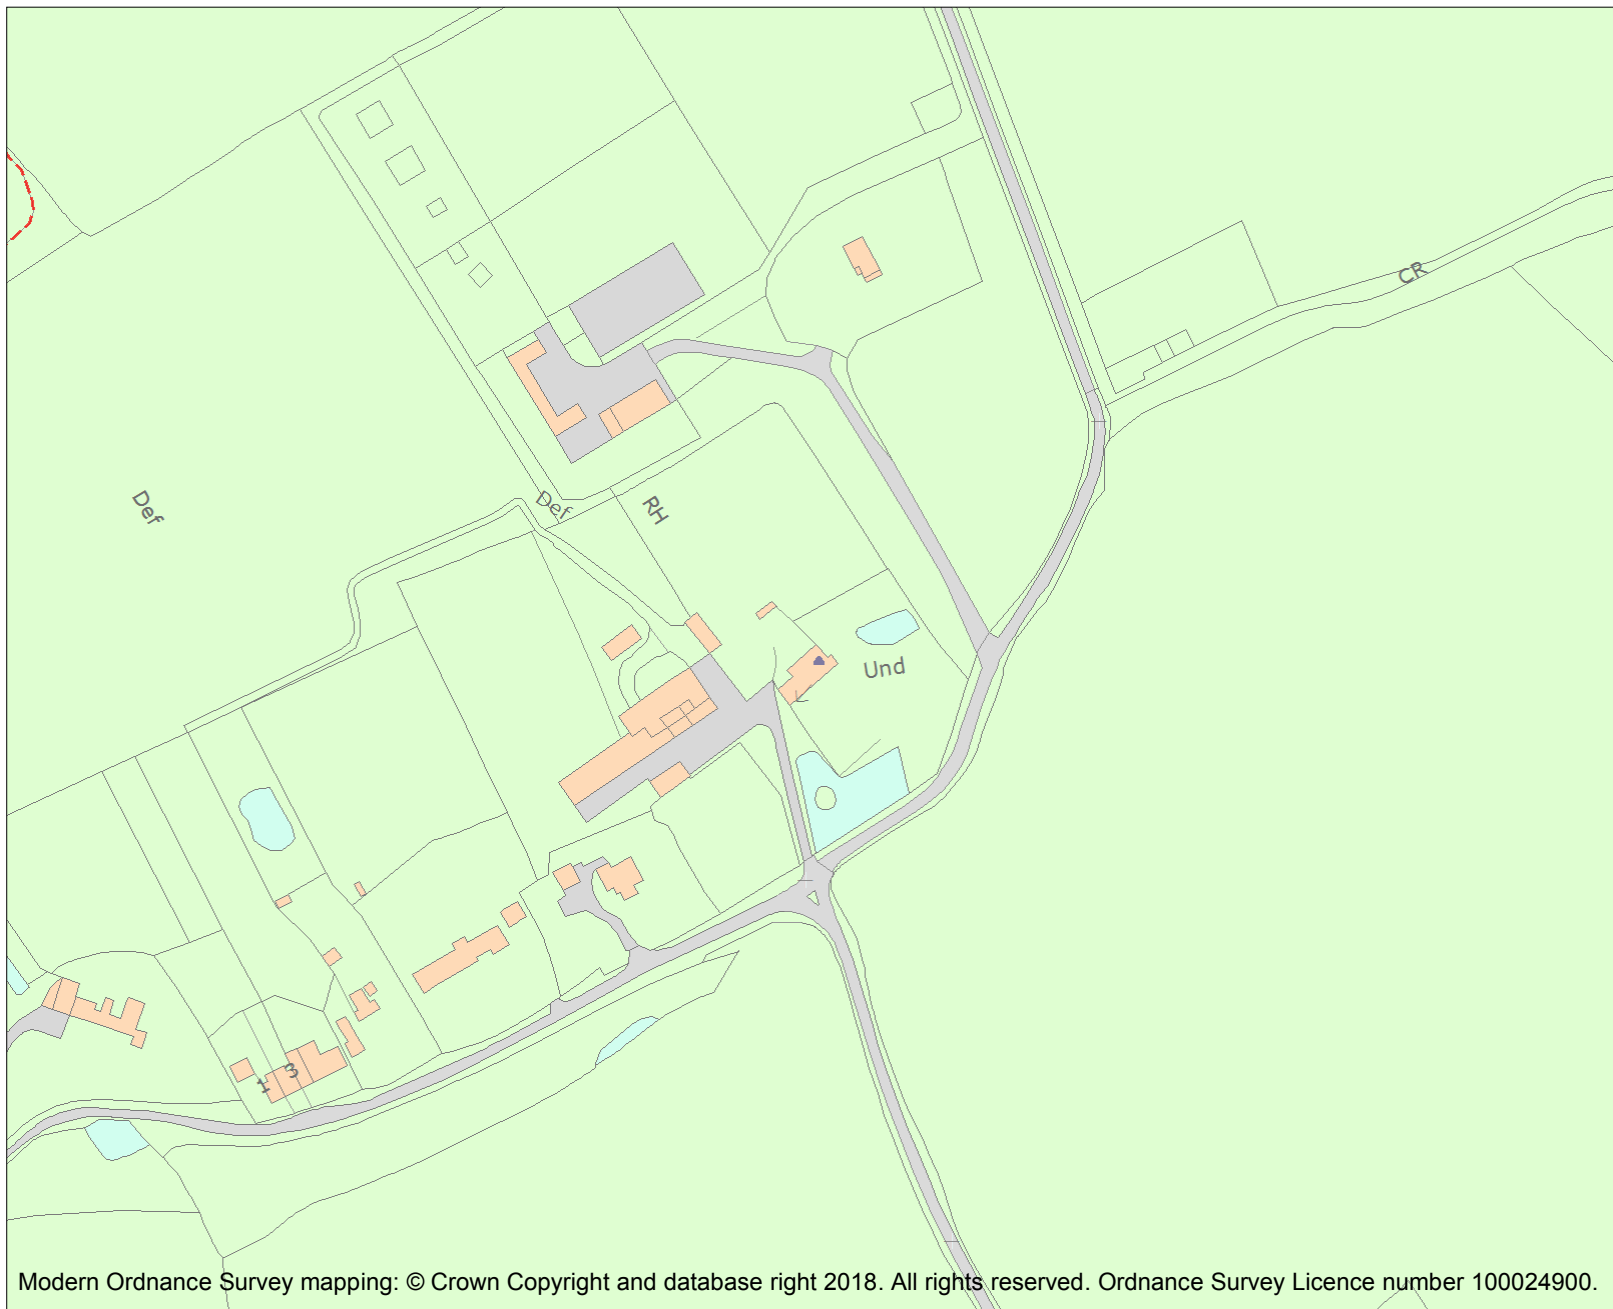 CR
Def
Def
RH
Und
3
1
Modern Ordnance Survey mapping: © Crown Copyright and database right 2018. All rights reserved. Ordnance Survey Licence number 100024900.